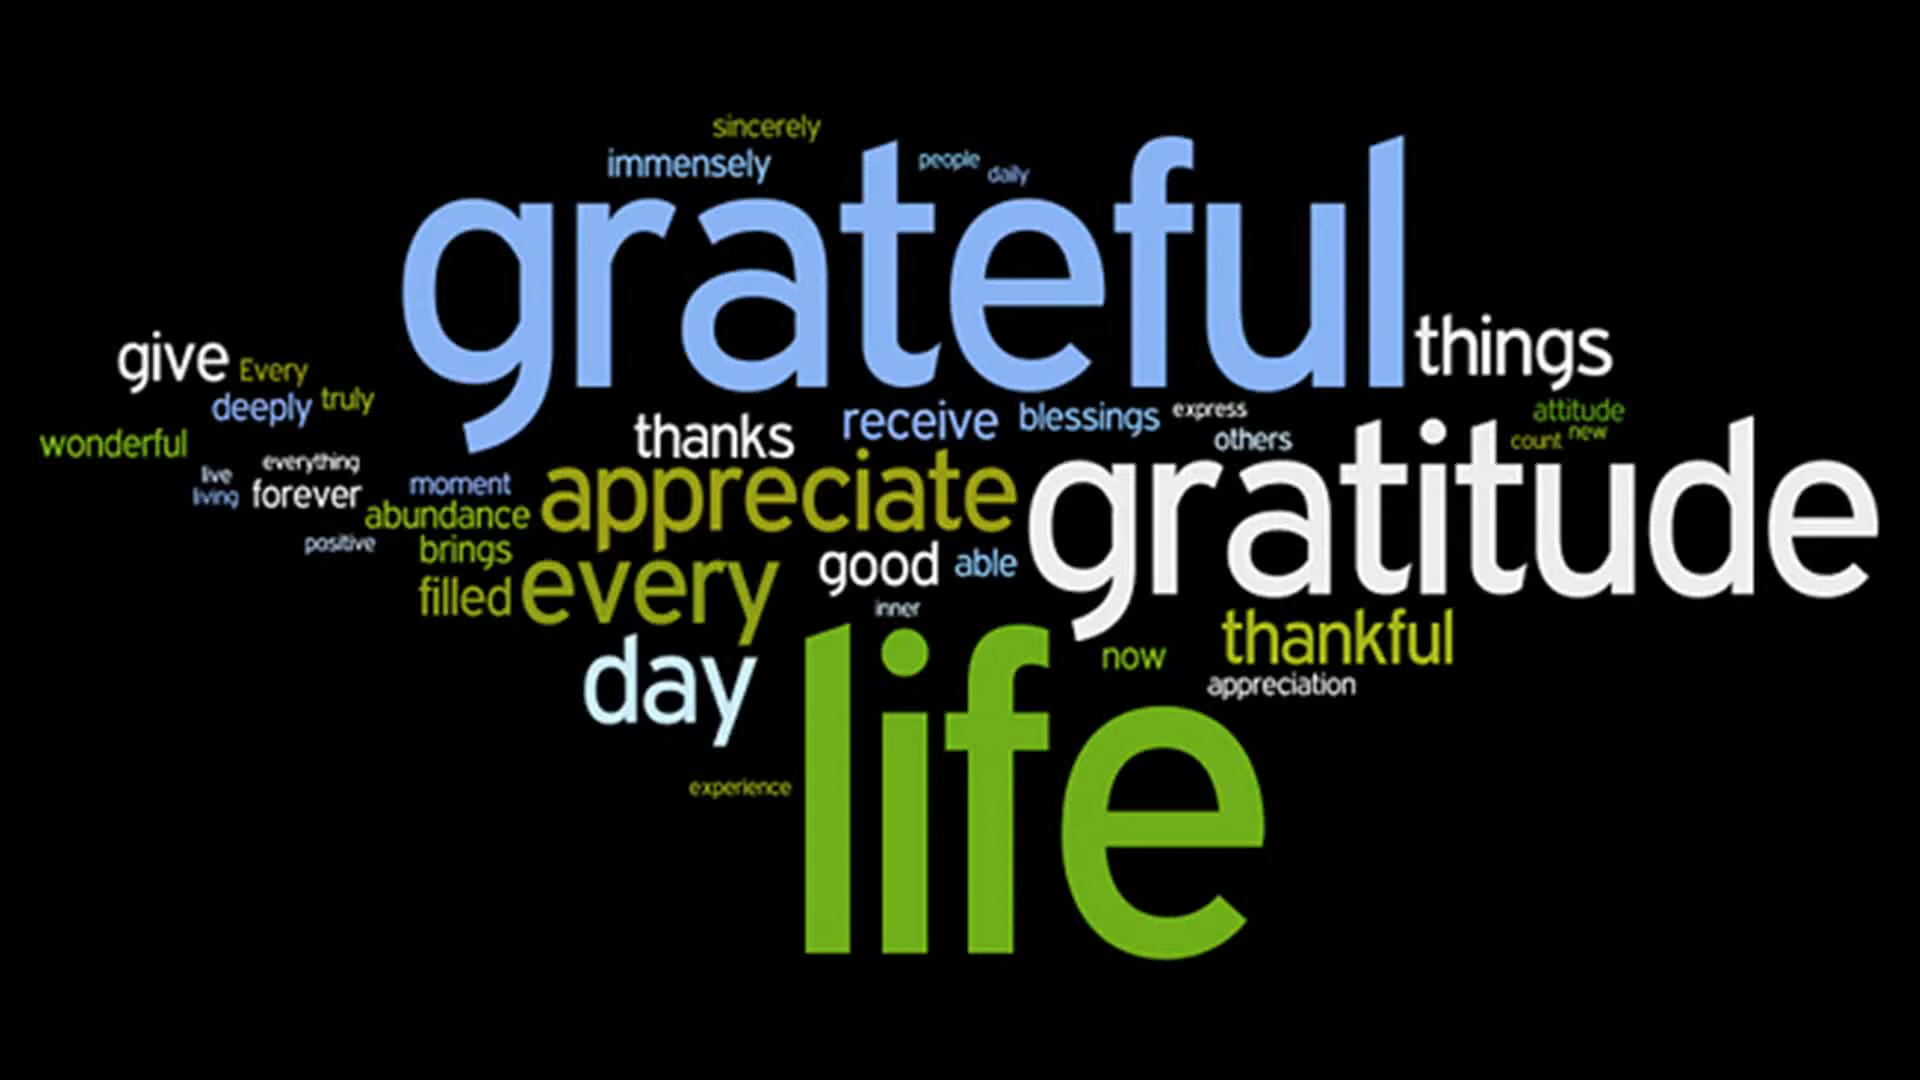 sincerely
immensely
people
daily
grateful
things
give
Every
deeply
truly
wonderful
thanks
receive
blessings
express
others
attitude
count
new
everything
live
living
forever
moment
abundance
appreciate
gratitude
positive
brings
filled
every
good
able
inner
day
life
now
thankful
appreciation
experience